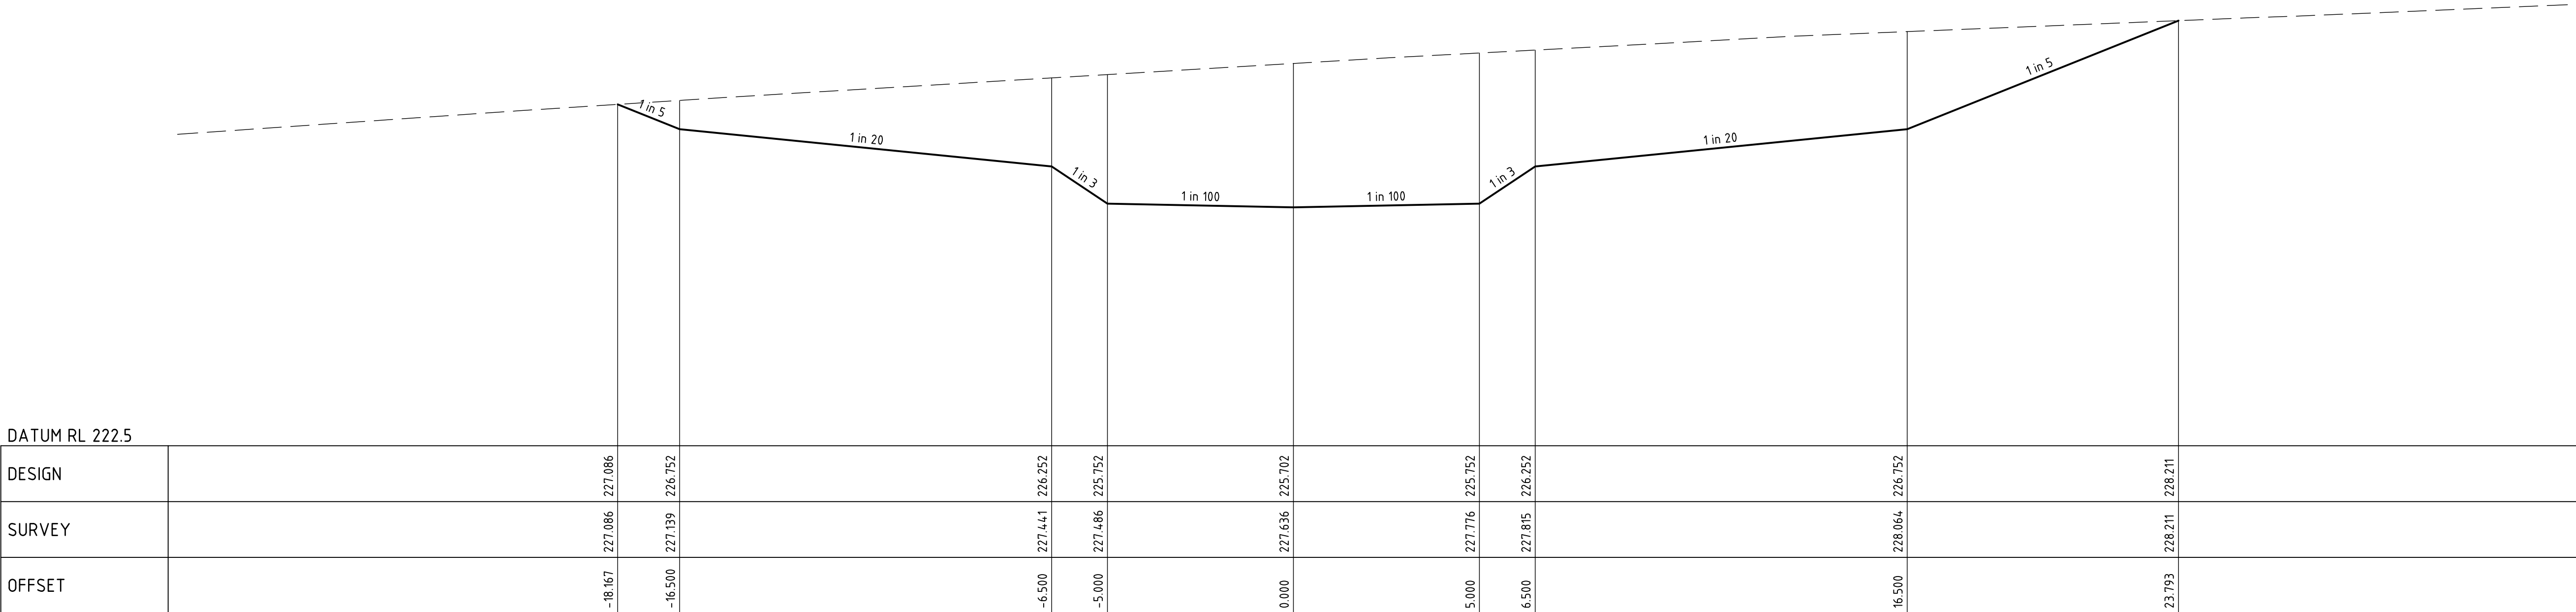 1 in 5
1 in 20
1 in 3
1 in 100
1 in 100
1 in 3
1 in 20
1 in 5
DATUM RL 222.5
DESIGN 227.086 226.752 226.252 225.752 225.702 225.752 226.252 226.752 228.211
SURVEY 227.086 227.139 227.441 227.486 227.636 227.776 227.815 228.064 228.211
OFFSET -18.167 -16.500 -6.500 -5.000 0.000 5.000 6.500 16.500 23.793